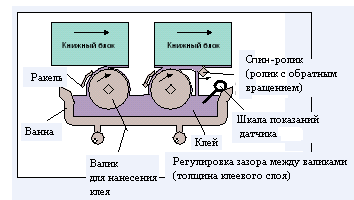 Книжный блок
Книжный блок
Спин-ролик
(ролик с обратным
вращением)
Ракель
Шкала показаний
датчика
Ванна
Клей
Валик
для нанесения
клея
Регулировка зазора между валиками
(толщина клеевого слоя)